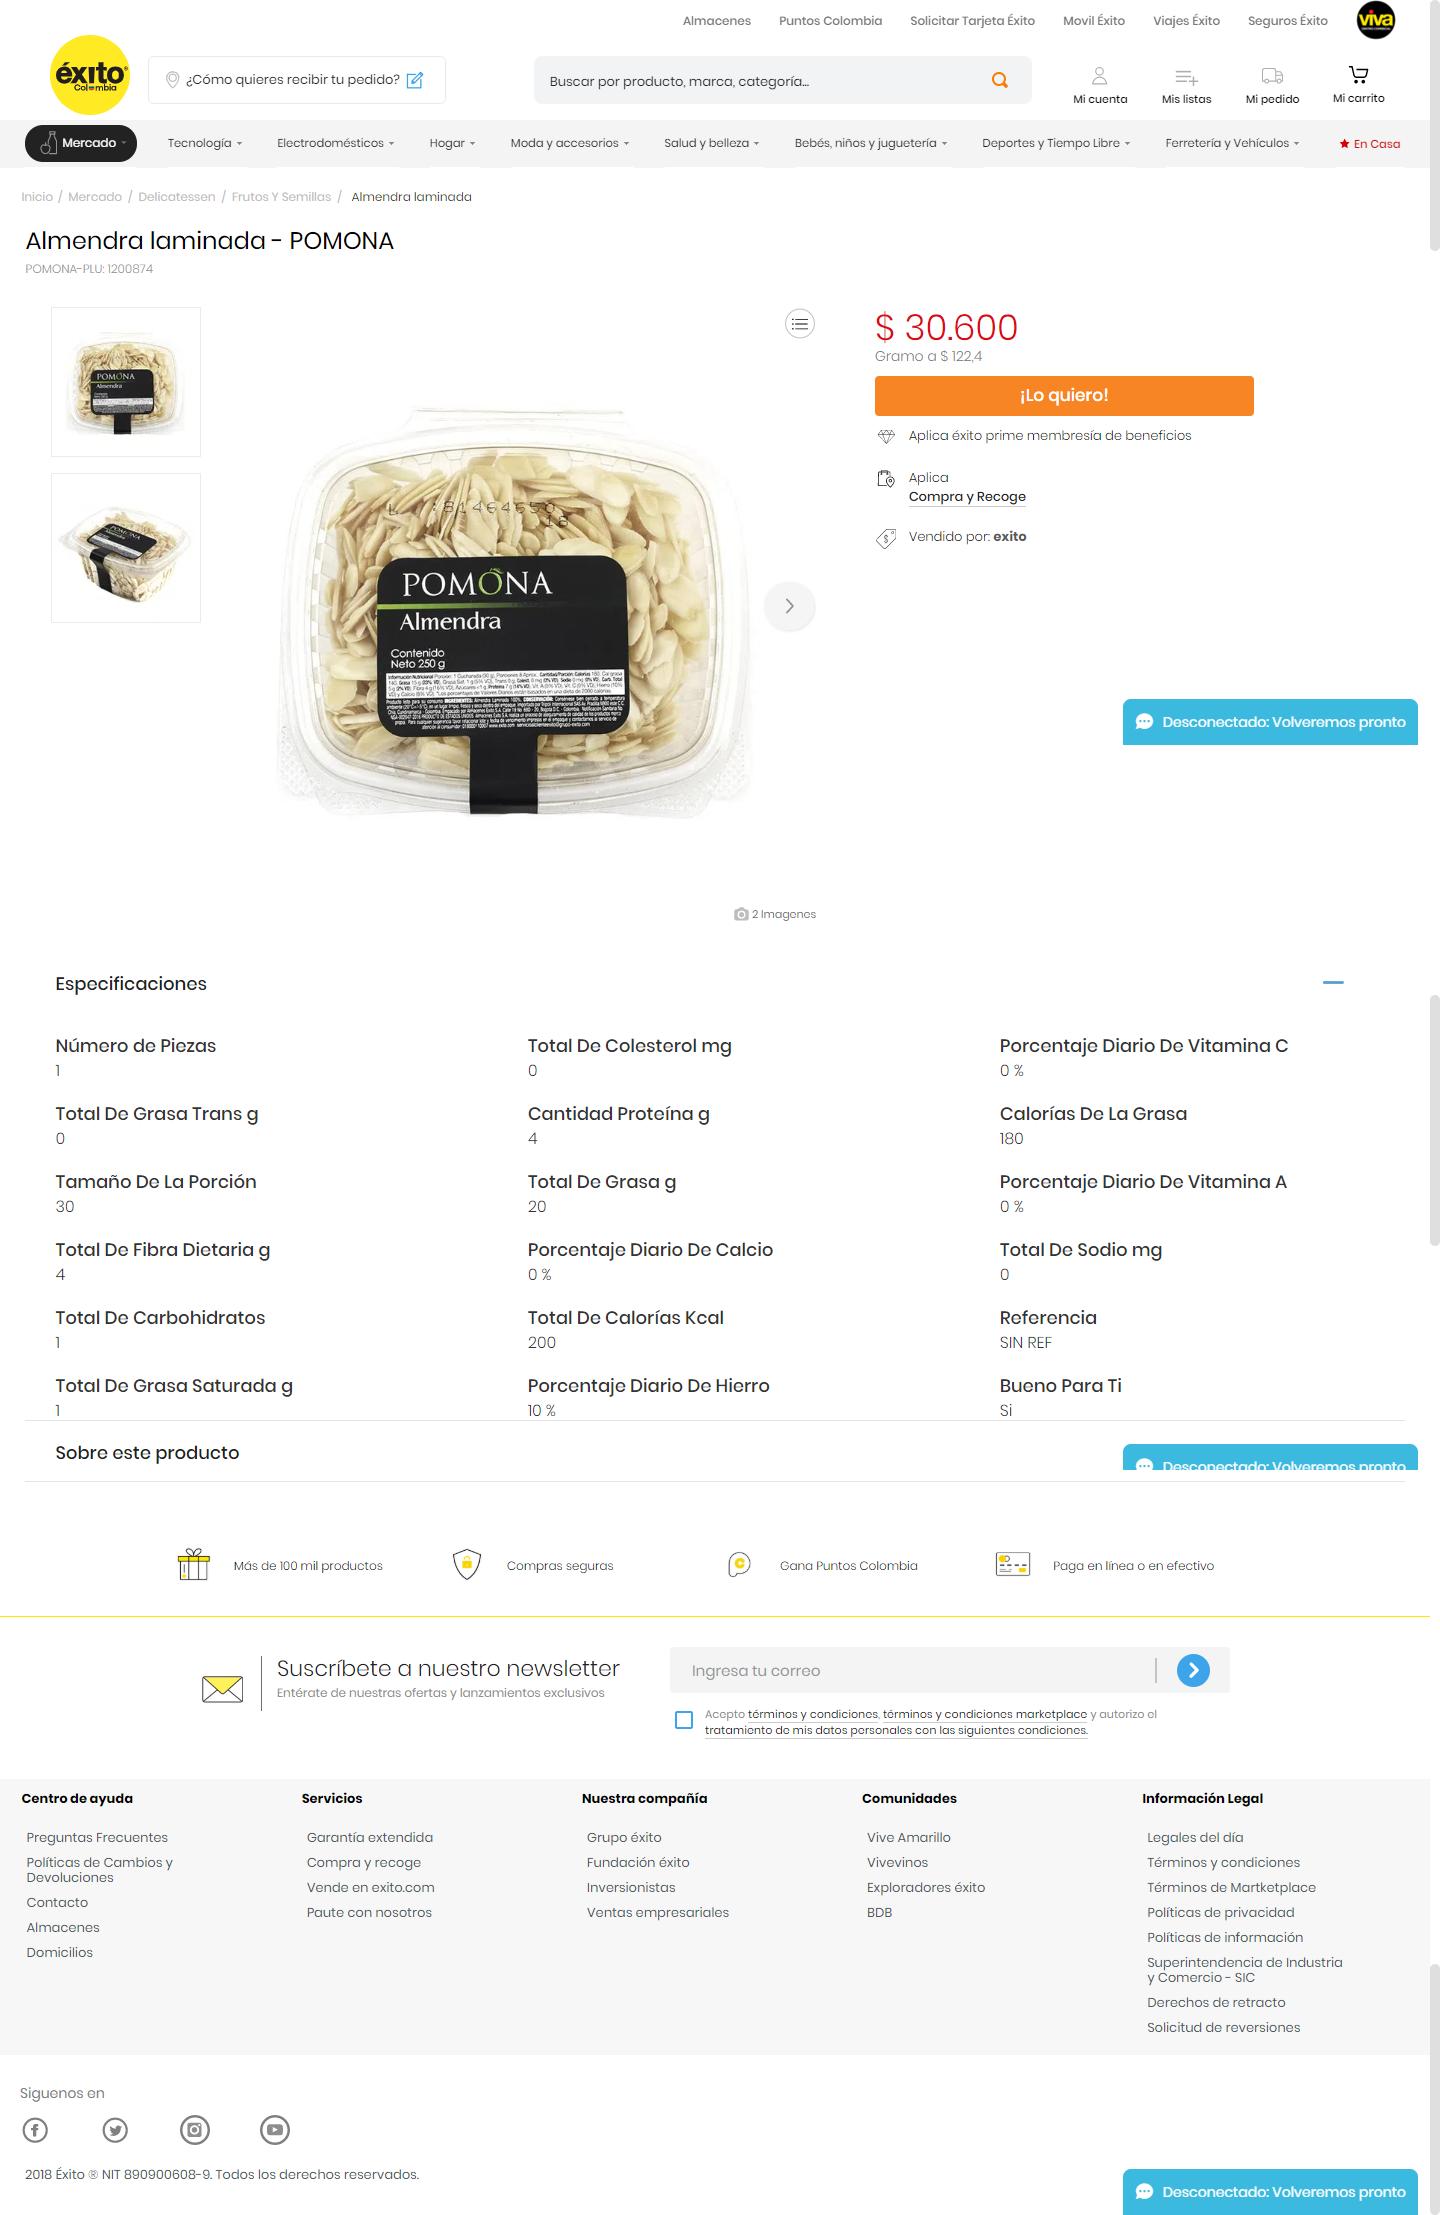 Almacenes
Puntos Colombia
Solicitar Tarjeta Éxito
Movil Éxito
Viajes Éxito
Seguros Éxito
viva
éxito
Colombia
¿Cómo quieres recibir tu pedido?
Buscar por producto, marca, categoría...
Mi cuenta
Mis listas
Mi pedido
Mi carrito
Mercado
Tecnología
Electrodomésticos
Hogar
Moda y accesorios
Salud y belleza
Bebés, niños y juguetería
Deportes y Tiempo Libre
Ferretería y Vehículos
En Casa
Inicio / Mercado / Delicatessen / Frutos Y Semillas / Almendra laminada
Almendra laminada - POMONA
POMONA-PLU: 1200874
POMONA
Almendra
POMONA
Almendra
POMONA
Almendra
Contenido
Neto 250 g
$ 30.600
Gramo a $ 122,4
¡Lo quiero!
Aplica éxito prime membresía de beneficios
Aplica
Compra y Recoge
Vendido por: exito
Desconectado: Volveremos pronto
2 Imagenes
Especificaciones
Número de Piezas
1
Total De Colesterol mg
0
Porcentaje Diario De Vitamina C
0 %
Total De Grasa Trans g
0
Cantidad Proteína g
4
Calorías De La Grasa
180
Tamaño De La Porción
30
Total De Grasa g
20
Porcentaje Diario De Vitamina A
0 %
Total De Fibra Dietaria g
4
Porcentaje Diario De Calcio
0 %
Total De Sodio mg
0
Total De Carbohidratos
1
Total De Calorías Kcal
200
Referencia
SIN REF
Total De Grasa Saturada g
1
Porcentaje Diario De Hierro
10 %
Bueno Para Ti
Si
Sobre este producto
Desconectado: Volveremos pronto
Más de 100 mil productos
Compras seguras
Gana Puntos Colombia
Paga en línea o en efectivo
Suscríbete a nuestro newsletter
Entérate de nuestras ofertas y lanzamientos exclusivos
Ingresa tu correo
Acepto términos y condiciones, términos y condiciones marketplace y autorizo el
tratamiento de mis datos personales con las siguientes condiciones.
Centro de ayuda
Preguntas Frecuentes
Políticas de Cambios y
Devoluciones
Contacto
Almacenes
Domicilios
Servicios
Garantía extendida
Compra y recoge
Vende en exito.com
Paute con nosotros
Nuestra compañía
Grupo éxito
Fundación éxito
Inversionistas
Ventas empresariales
Comunidades
Vive Amarillo
Vivevinos
Exploradores éxito
BDB
Información Legal
Legales del día
Términos y condiciones
Términos de Martketplace
Políticas de privacidad
Políticas de información
Superintendencia de Industria
y Comercio - SIC
Derechos de retracto
Solicitud de reversiones
Siguenos en
2018 Éxito ® NIT 890900608-9. Todos los derechos reservados.
Desconectado: Volveremos pronto